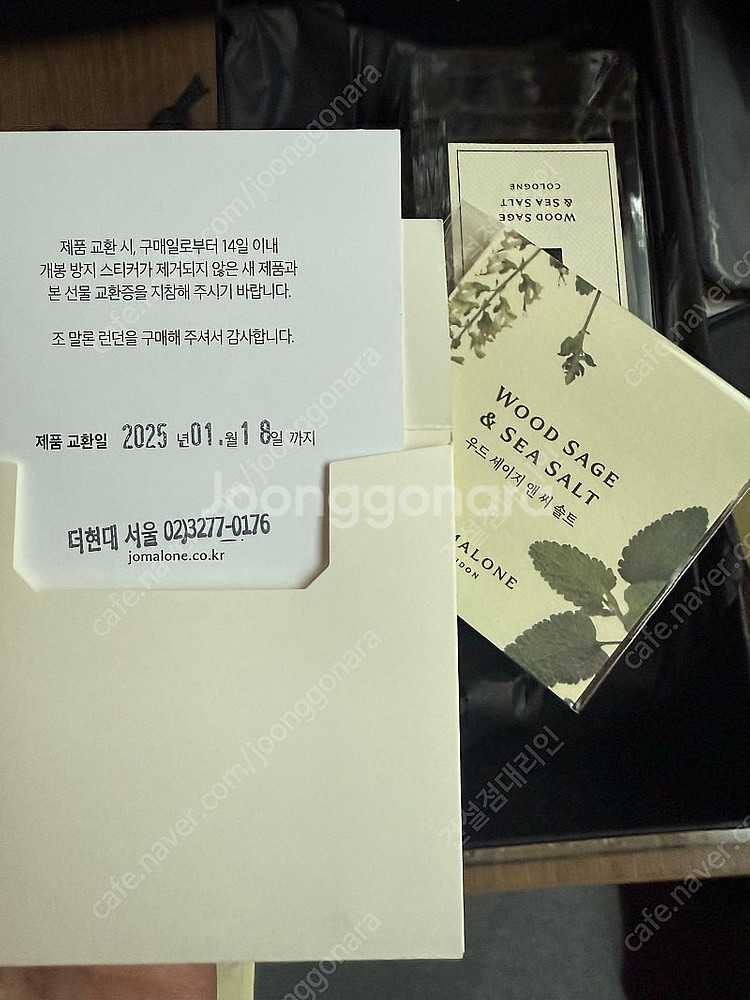 제품 교환 시, 구매일로부터 14일 이내
개봉 방지 스티커가 제거되지 않은 새 제품과
본 선물 교환증을 지참해 주시기 바랍니다.
조 말론 런던을 구매해 주셔서 감사합니다.
제품 교환일 2025 년01.월18일 까지
더현대 서울 02)3277-0176
jomalone.co.kr
WOOD SAGE
& SEA SALT
COLOGNE
WOOD SAGE
& SEA SALT
우드 세이지 앤 씨 솔트
MALONE
Joonggonara
cafe.naver.com/joonggonara